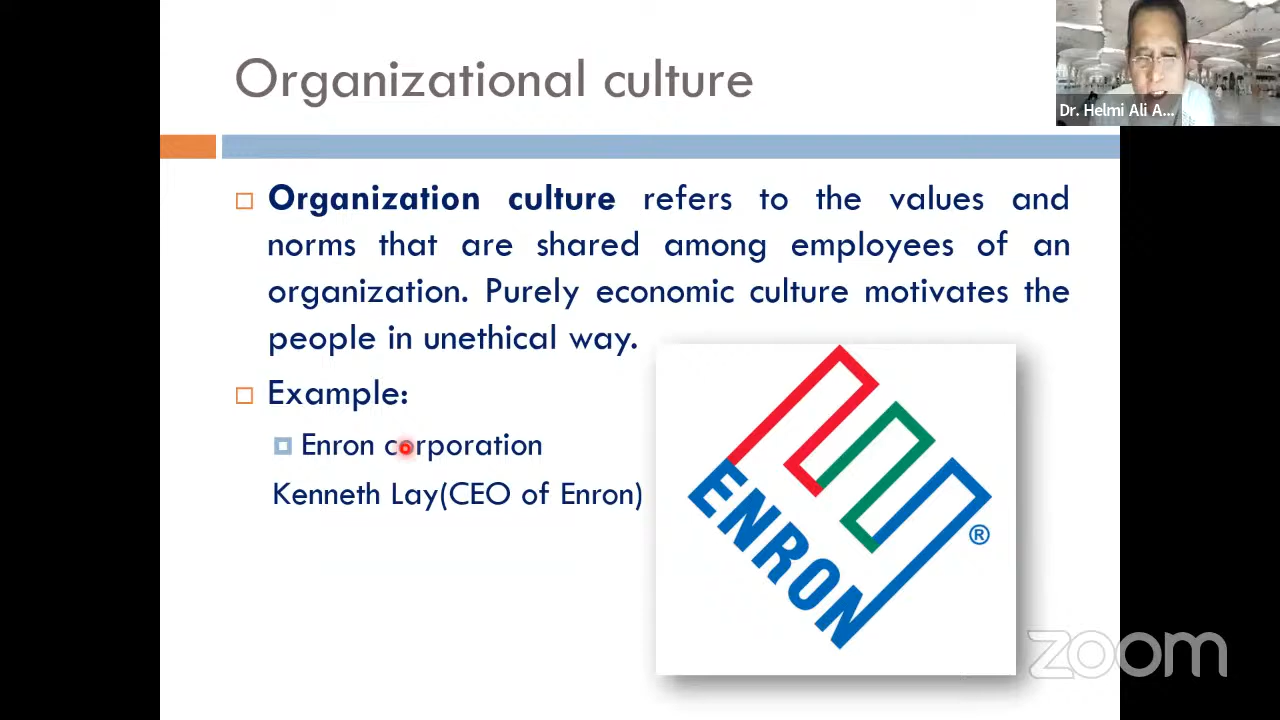 Organizational culture
Dr. Helmi Ali A...
Organization culture refers to the values and
norms that are shared among employees of an
organization. Purely economic culture motivates the
people in unethical way.
Example:
Enron corporation
Kenneth Lay(CEO of Enron)
ENRON
®
zoom